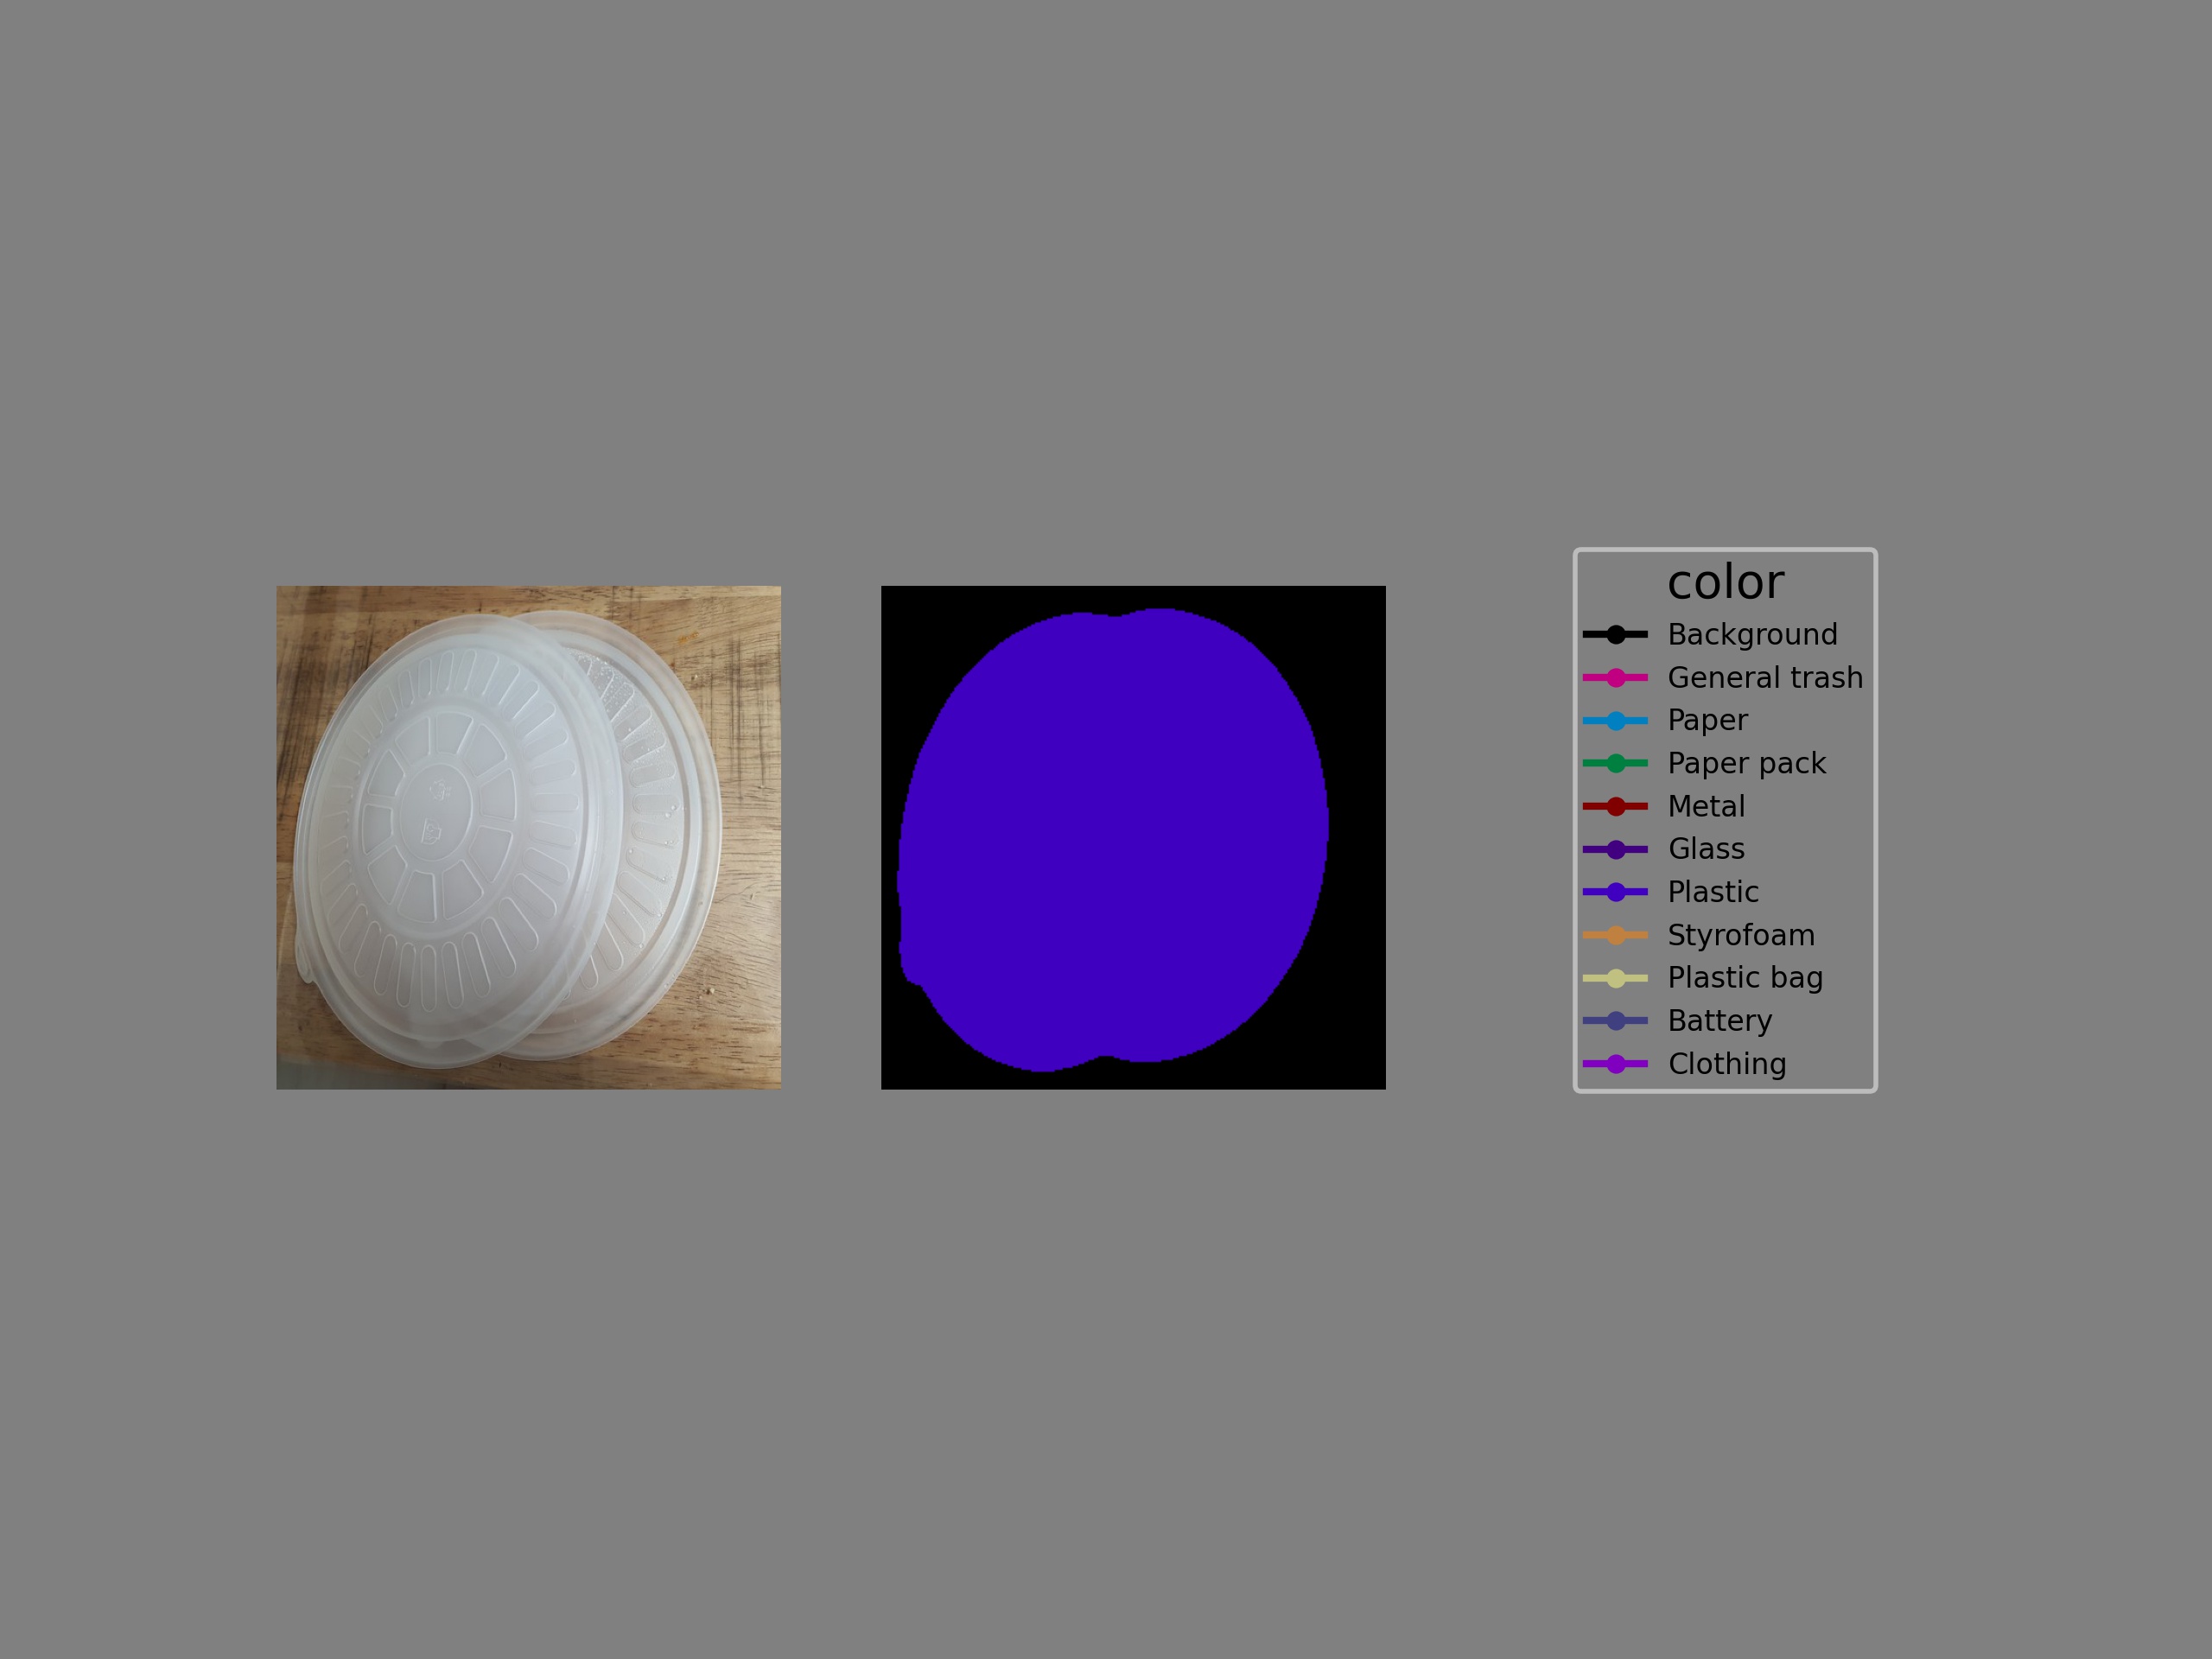 color
Background
General trash
Paper
Paper pack
Metal
Glass
Plastic
Styrofoam
Plastic bag
Battery
Clothing